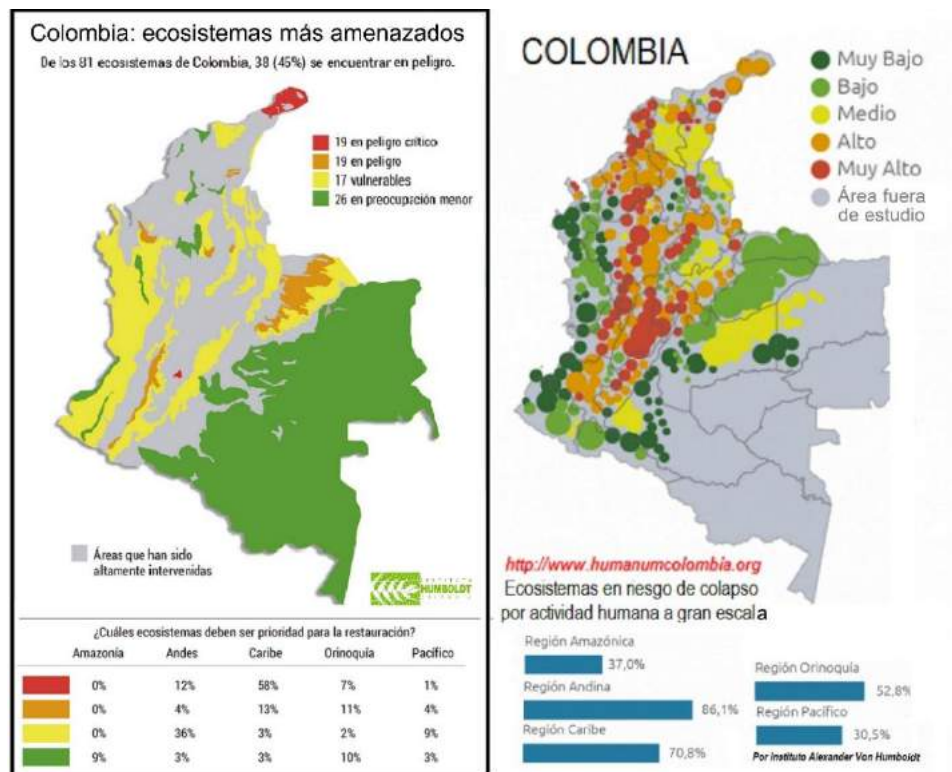 Colombia: ecosistemas más amenazados
De los 81 ecosistemas de Colombia, 38 (45%) se encuentrar en peligro.
19 en peligro crítico
19 en peligro
17 vulnerables
26 en preocupación menor
Áreas que han sido
altamente intervenidas
INSTITUTO
HUMBOLDT
COLOMBIA
¿Cuáles ecosistemas deben ser prioridad para la restauración?
Amazonía Andes Caribe Orinoquía Pacífico
0% 12% 58% 7% 1%
0% 4% 13% 11% 4%
0% 36% 3% 2% 9%
9% 3% 3% 10% 3%
COLOMBIA
Muy Bajo
Bajo
Medio
Alto
Muy Alto
Área fuera
de estudio
http://www.humanumcolombia.org
Ecosistemas en riesgo de colapso
por actividad humana a gran escala
Región Amazónica
37,0%
Región Andina
86,1%
Región Caribe
70,8%
Región Orinoquía
52,8%
Región Pacífico
30,5%
Por Instituto Alexander Von Humboldt